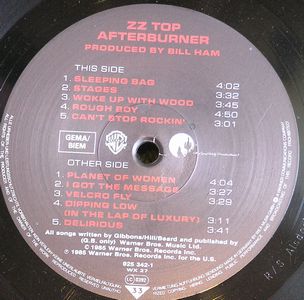 ZZ TOP
AFTERBURNER
PRODUCED BY BILL HAM
THIS SIDE
1. SLEEPING BAG 4:02
2. STAGES 3:32
3. WOKE UP WITH WOOD 3:45
4. ROUGH BOY 4:50
5. CAN'T STOP ROCKIN' 3:01
GEMA/
BIEM
OTHER SIDE
1. PLANET OF WOMEN 4:04
2. I GOT THE MESSAGE 3:27
3. VELCRO FLY
4. DIPPING LOW
(IN THE LAP OF LUXURY) 3:11
5. DELIRIOUS 3:41
All songs written by Gibbons/Hill/Beard and published by
(G.B. only) Warner Bros. Music Ltd.
℗ 1985 Warner Bros. Records Inc.
© 1985 Warner Bros. Records Inc. for the U.S.
925 342-1
WX 27
LC 0392
33